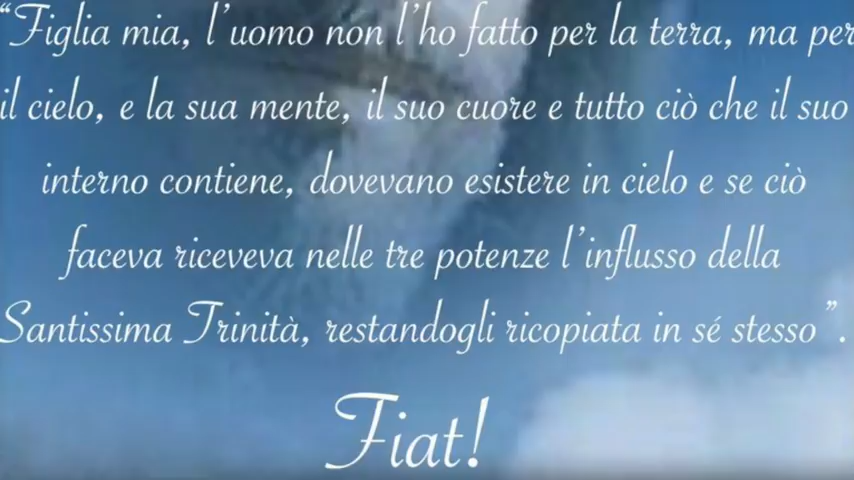 “Figlia mia, l’uomo non l’ho fatto per la terra, ma per
il cielo, e la sua mente, il suo cuore e tutto ciò che il suo
interno contiene, dovevano esistere in cielo e se ciò
faceva riceveva nelle tre potenze l’influsso della
Santissima Trinità, restandogli ricopiata in sé stesso”.
Fiat!